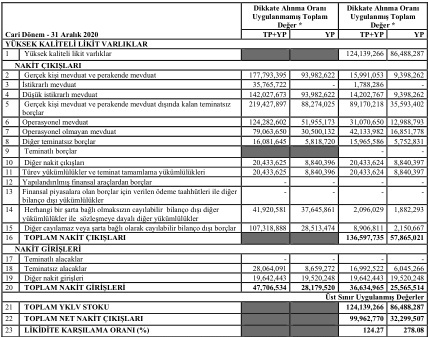 Dikkate Alınma Oranı Uygulanmamış Toplam Değer * Dikkate Alınma Oranı Uygulanmış Toplam Değer *
Cari Dönem - 31 Aralık 2020 TP+YP YP TP+YP YP
YÜKSEK KALİTELİ LİKİT VARLIKLAR
1 Yüksek kaliteli likit varlıklar 124,139,266 86,488,287
NAKİT ÇIKIŞLARI
2 Gerçek kişi mevduat ve perakende mevduat 177,793,395 93,982,622 15,991,053 9,398,262
3 İstikrarlı mevduat 35,765,722 - 1,788,286 -
4 Düşük istikrarlı mevduat 142,027,673 93,982,622 14,202,767 9,398,262
5 Gerçek kişi mevduat ve perakende mevduat dışında kalan teminatsız borçlar 219,427,897 88,274,025 89,170,218 35,593,402
6 Operasyonel mevduat 124,282,602 51,955,173 31,070,650 12,988,793
7 Operasyonel olmayan mevduat 79,063,650 30,500,132 42,133,982 16,851,778
8 Diğer teminatsız borçlar 16,081,645 5,818,720 15,965,586 5,752,831
9 Teminatlı borçlar - -
10 Diğer nakit çıkışları 20,433,625 8,840,396 20,433,624 8,840,397
11 Türev yükümlülükler ve teminat tamamlama yükümlülükleri 20,433,625 8,840,396 20,433,624 8,840,397
12 Yapılandırılmış finansal araçlardan borçlar - - - -
13 Finansal piyasalara olan borçlar için verilen ödeme taahhütleri ile diğer bilanço dışı yükümlülükler - - - -
14 Herhangi bir şarta bağlı olmaksızın cayılabilir bilanço dışı diğer yükümlülükler ile sözleşmeye dayalı diğer yükümlülükler 41,920,581 37,645,861 2,096,029 1,882,293
15 Diğer cayılamaz veya şarta bağlı olarak cayılabilir bilanço dışı borçlar 107,318,888 28,513,474 8,906,811 2,150,667
16 TOPLAM NAKİT ÇIKIŞLARI 136,597,735 57,865,021
NAKİT GİRİŞLERİ
17 Teminatlı alacaklar - - - -
18 Teminatsız alacaklar 28,064,091 8,659,272 16,992,522 6,045,266
19 Diğer nakit girişleri 19,642,443 19,520,248 19,642,443 19,520,248
20 TOPLAM NAKİT GİRİŞLERİ 47,706,534 28,179,520 36,634,965 25,565,514
Üst Sınır Uygulanmış Değerler
21 TOPLAM YKLV STOKU 124,139,266 86,488,287
22 TOPLAM NET NAKİT ÇIKIŞLARI 99,962,770 32,299,507
23 LİKİDİTE KARŞILAMA ORANI (%) 124.27 278.08